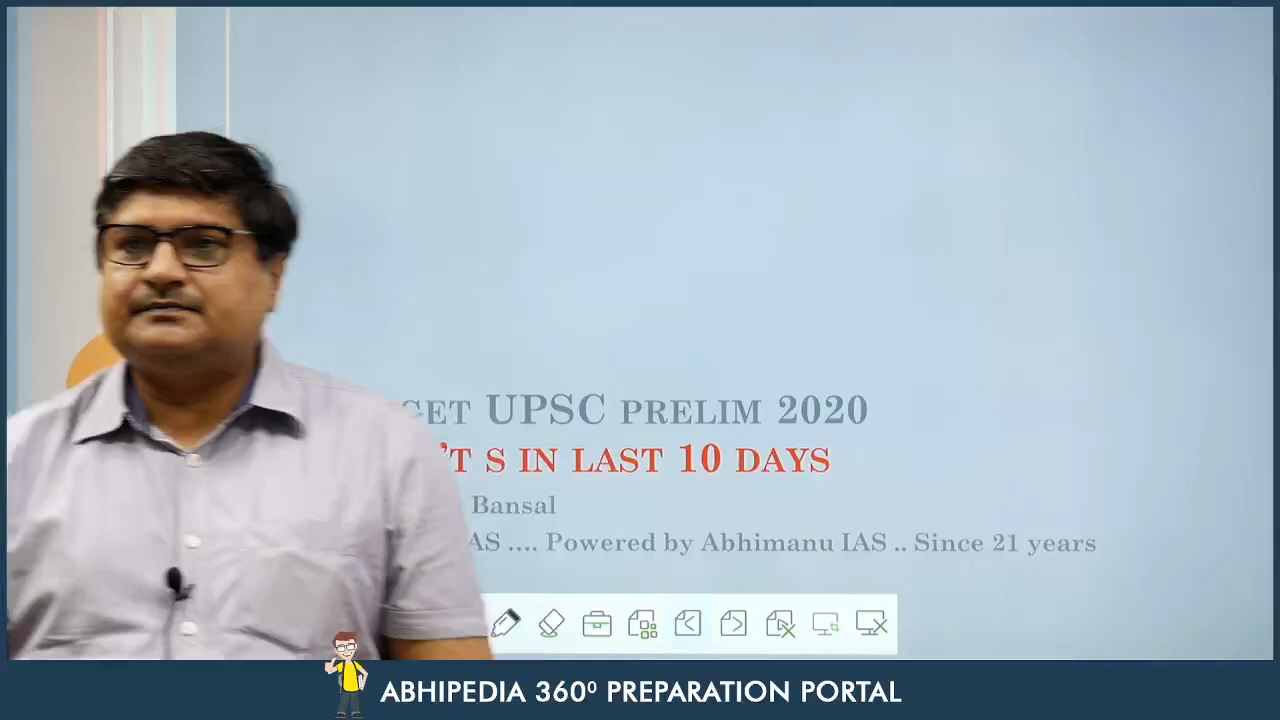 GET UPSC PRELIM 2020
'T S IN LAST 10 DAYS
Bansal
AS .... Powered by Abhimanu IAS .. Since 21 years
ABHIPEDIA 360⁰ PREPARATION PORTAL